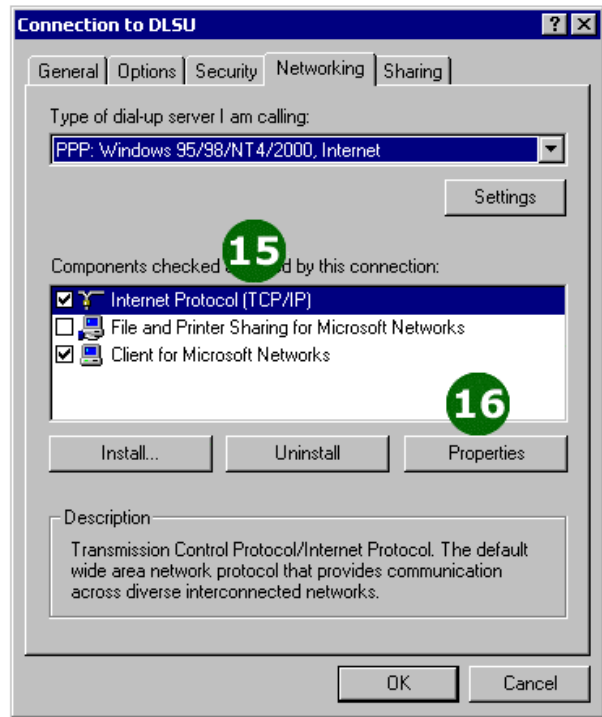 Connection to DLSU
General Options Security Networking Sharing
Type of dial-up server I am calling:
PPP: Windows 95/98/NT4/2000, Internet
Settings
15
Components checked by this connection:
Internet Protocol (TCP/IP)
File and Printer Sharing for Microsoft Networks
Client for Microsoft Networks
16
Install... Uninstall Properties
Description
Transmission Control Protocol/Internet Protocol. The default
wide area network protocol that provides communication
across diverse interconnected networks.
OK Cancel